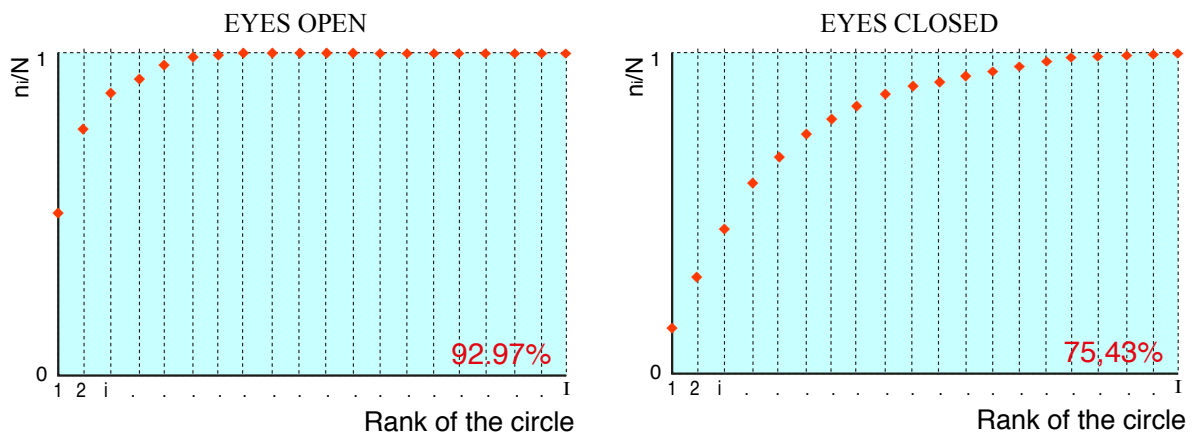 EYES OPEN
1
ni/N
0
92.97%
1 2 i . . . . . . . . . . . . . . . . I
Rank of the circle
EYES CLOSED
1
ni/N
0
75,43%
1 2 i . . . . . . . . . . . . . . . . I
Rank of the circle